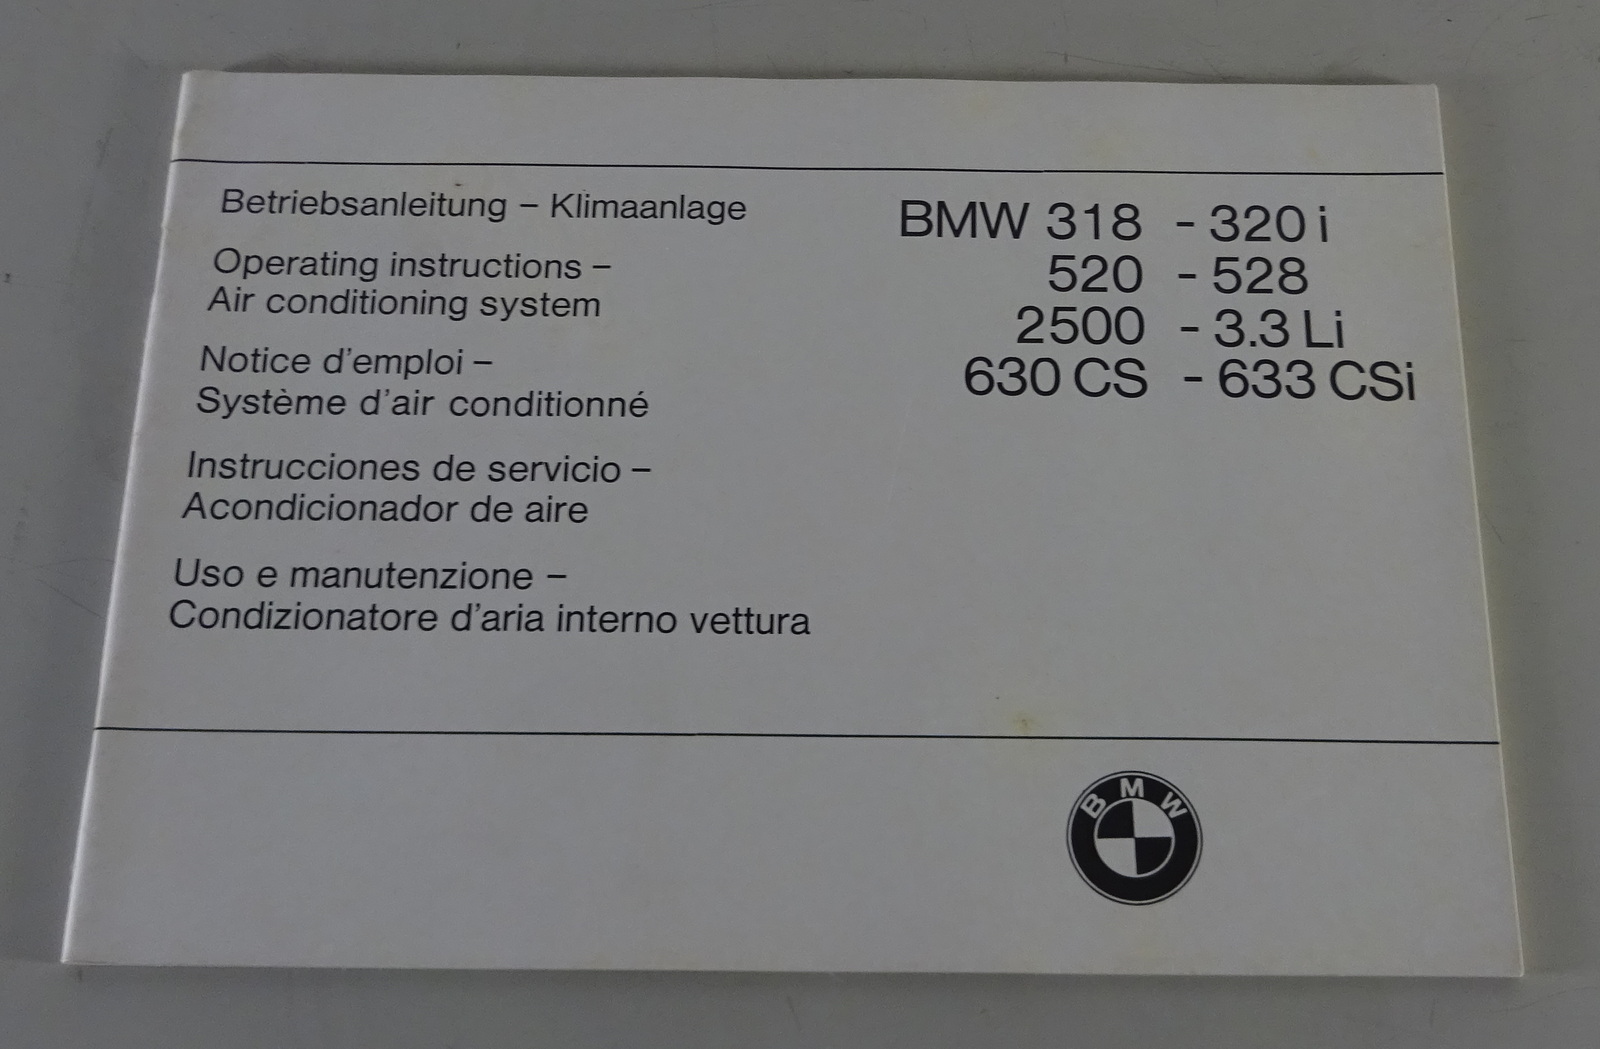 Betriebsanleitung – Klimaanlage
Operating instructions –
Air conditioning system
Notice d'emploi –
Système d'air conditionné
Instrucciones de servicio –
Acondicionador de aire
Uso e manutenzione –
Condizionatore d'aria interno vettura
BMW 318 - 320 i
520 - 528
2500 - 3.3 Li
630 CS - 633 CSi
BMW